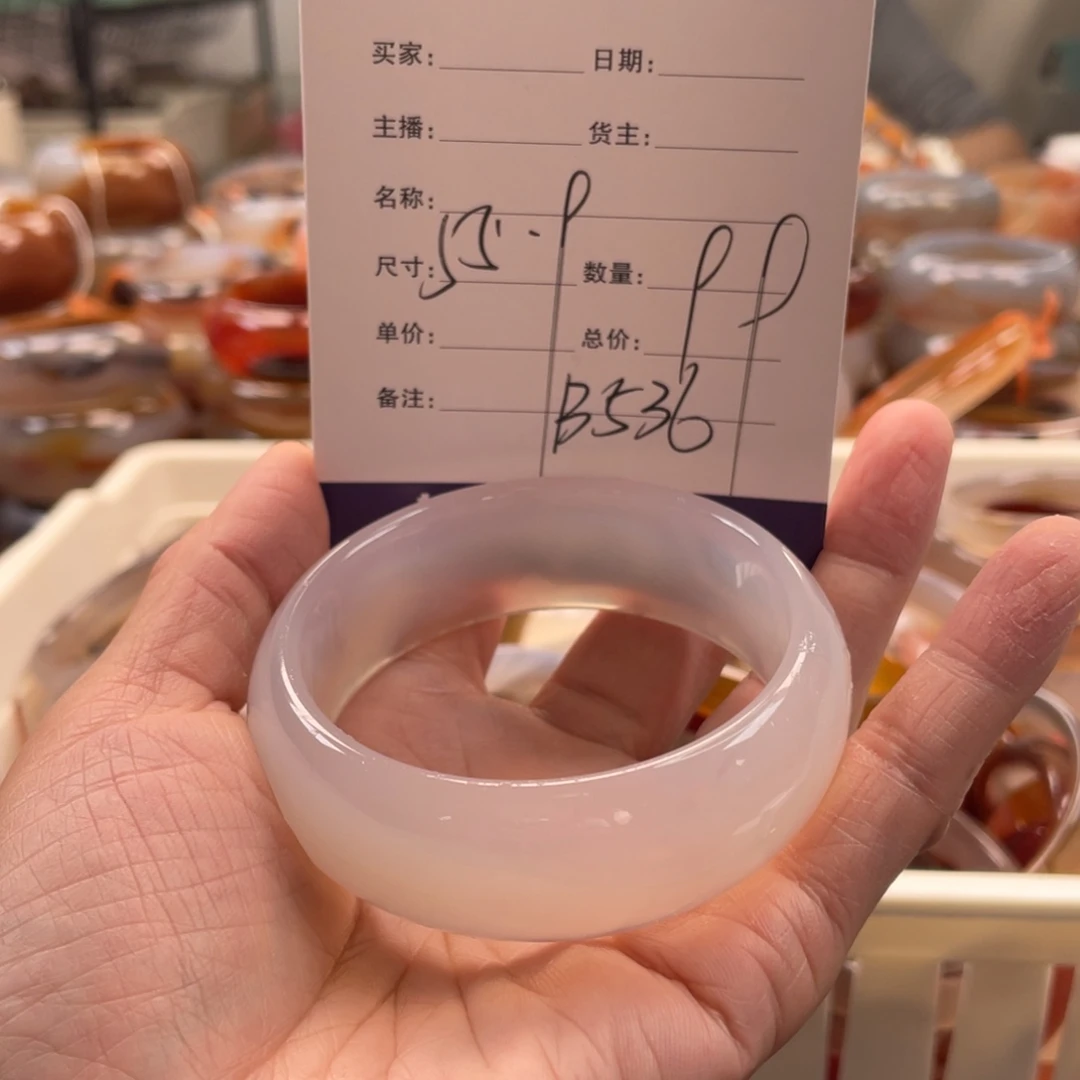 买家: 日期:
主播: 货主:
名称:
尺寸: 数量:
单价: 总价:
备注: B536